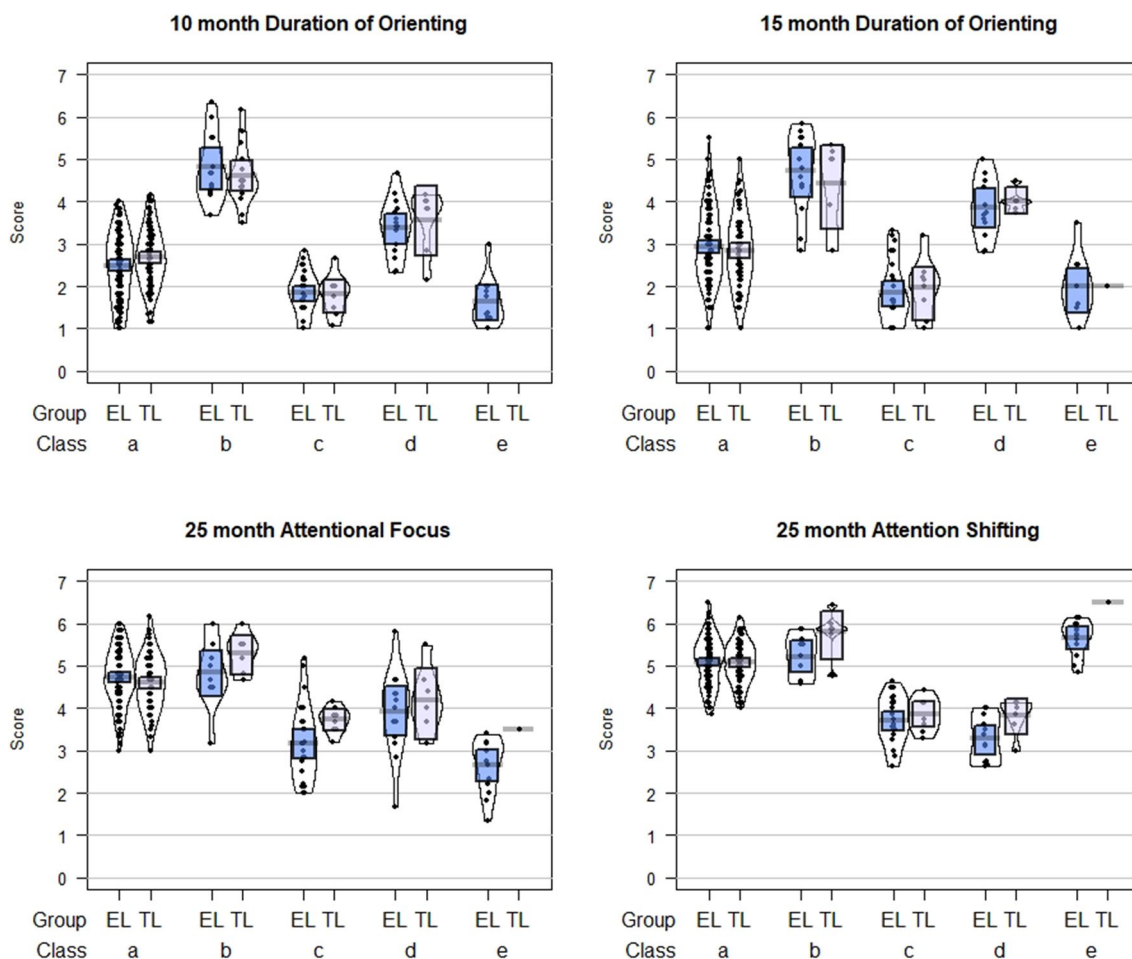 10 month Duration of Orienting
Score
7
6
5
4
3
2
1
0
Group EL TL EL TL EL TL EL TL EL TL
Class a b c d e
15 month Duration of Orienting
Score
7
6
5
4
3
2
1
0
Group EL TL EL TL EL TL EL TL EL TL
Class a b c d e
25 month Attentional Focus
Score
7
6
5
4
3
2
1
0
Group EL TL EL TL EL TL EL TL EL TL
Class a b c d e
25 month Attention Shifting
Score
7
6
5
4
3
2
1
0
Group EL TL EL TL EL TL EL TL EL TL
Class a b c d e